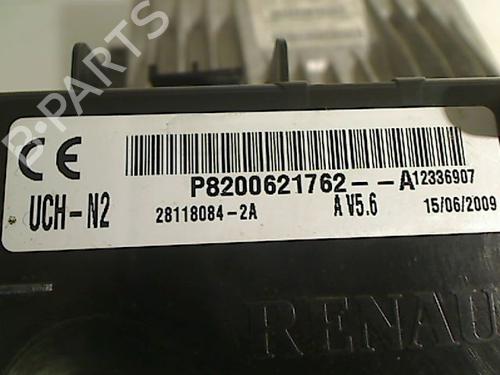 B-PARTS
CE
P8200621762--A12336907
UCH-N2 28118084-2A A V5.6 15/06/2009
RENAU